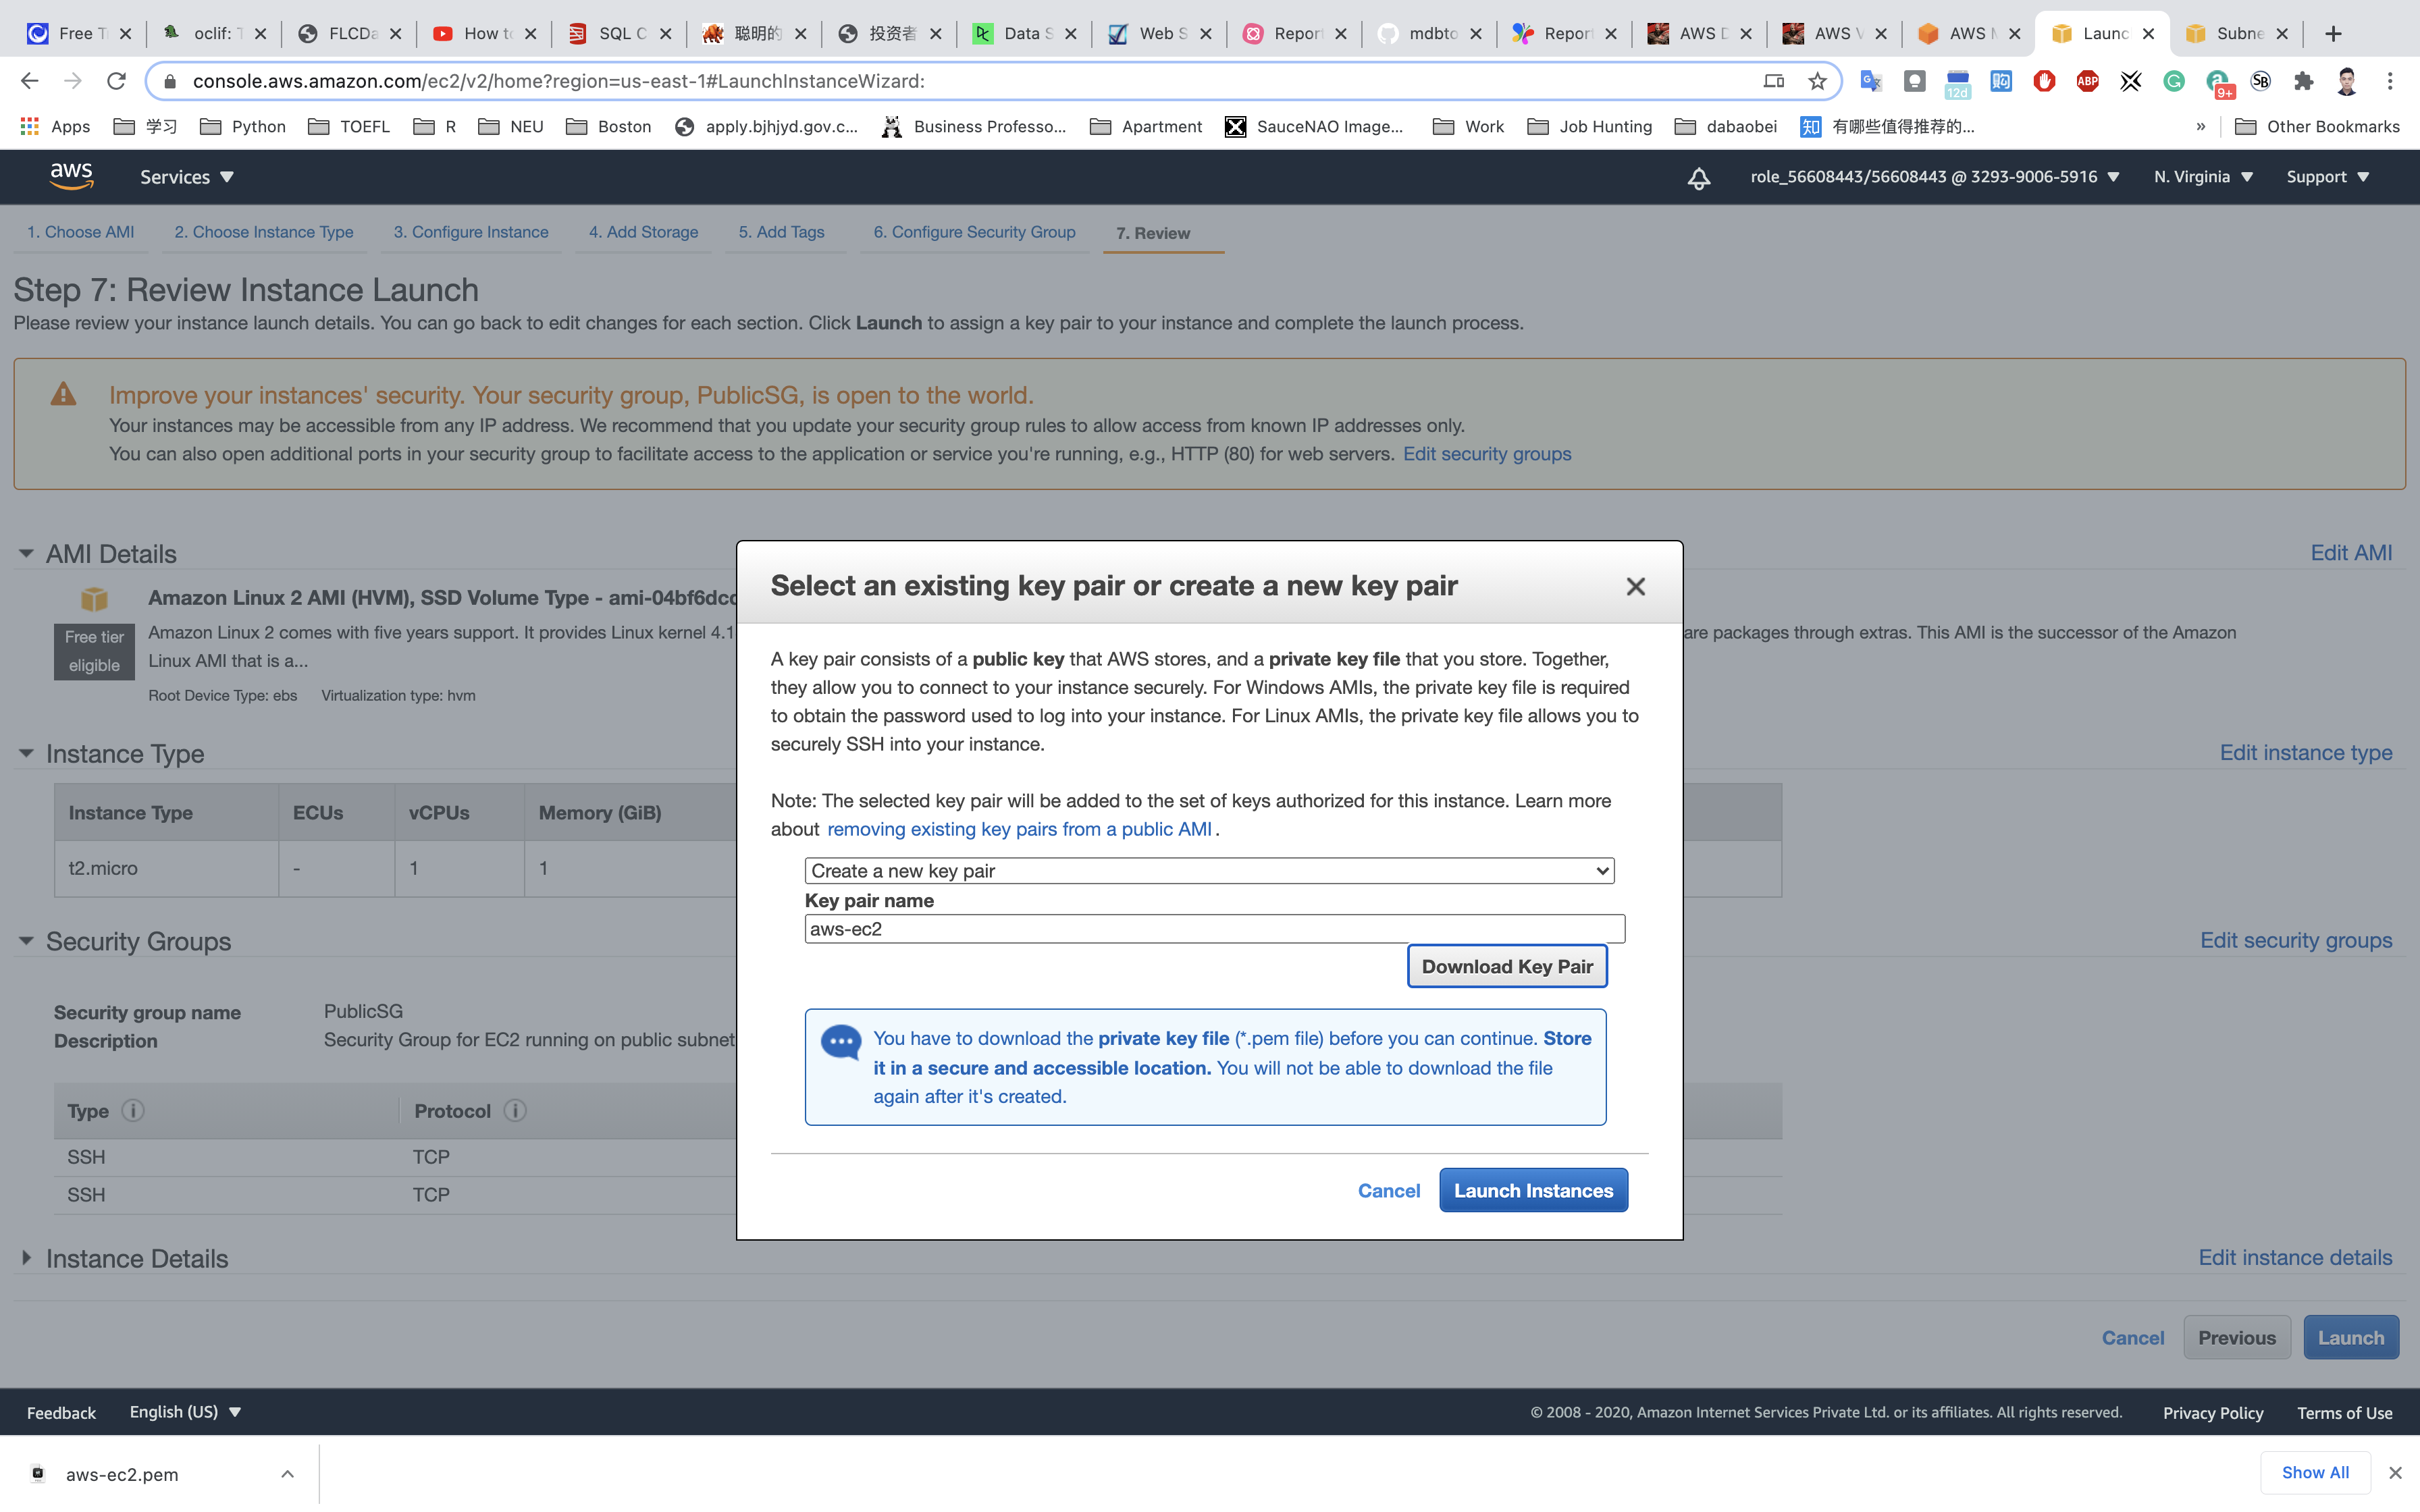 Free T
oclif: T
FLCDa
How to
SQL C
聪明的
投资者
Data S
Web S
Report
mdbto
Report
AWS D
AWS V
AWS M
Launc
Subne
console.aws.amazon.com/ec2/v2/home?region=us-east-1#LaunchInstanceWizard:
12d
ABP
9+
SB
Apps
学习
Python
TOEFL
R
NEU
Boston
apply.bjhjyd.gov.c...
Business Professo...
Apartment
SauceNAO Image...
Work
Job Hunting
dabaobei
知
有哪些值得推荐的...
»
Other Bookmarks
aws
Services
role_56608443/56608443 @ 3293-9006-5916
N. Virginia
Support
1. Choose AMI
2. Choose Instance Type
3. Configure Instance
4. Add Storage
5. Add Tags
6. Configure Security Group
7. Review
Step 7: Review Instance Launch
Please review your instance launch details. You can go back to edit changes for each section. Click Launch to assign a key pair to your instance and complete the launch process.
Improve your instances' security. Your security group, PublicSG, is open to the world.
Your instances may be accessible from any IP address. We recommend that you update your security group rules to allow access from known IP addresses only.
You can also open additional ports in your security group to facilitate access to the application or service you're running, e.g., HTTP (80) for web servers. Edit security groups
AMI Details
Edit AMI
Amazon Linux 2 AMI (HVM), SSD Volume Type - ami-04bf6dcc
Free tier
eligible
Amazon Linux 2 comes with five years support. It provides Linux kernel 4.1
are packages through extras. This AMI is the successor of the Amazon
Linux AMI that is a...
Root Device Type: ebs Virtualization type: hvm
Instance Type
Edit instance type
Instance Type
ECUs
vCPUs
Memory (GiB)
t2.micro
-
1
1
Security Groups
Edit security groups
Security group name
PublicSG
Description
Security Group for EC2 running on public subnet
Type
Protocol
SSH
TCP
SSH
TCP
Instance Details
Edit instance details
Cancel
Previous
Launch
Select an existing key pair or create a new key pair
A key pair consists of a public key that AWS stores, and a private key file that you store. Together,
they allow you to connect to your instance securely. For Windows AMIs, the private key file is required
to obtain the password used to log into your instance. For Linux AMIs, the private key file allows you to
securely SSH into your instance.
Note: The selected key pair will be added to the set of keys authorized for this instance. Learn more
about removing existing key pairs from a public AMI.
Create a new key pair
Key pair name
aws-ec2
Download Key Pair
You have to download the private key file (*.pem file) before you can continue. Store
it in a secure and accessible location. You will not be able to download the file
again after it's created.
Cancel
Launch Instances
Feedback
English (US)
© 2008 - 2020, Amazon Internet Services Private Ltd. or its affiliates. All rights reserved.
Privacy Policy
Terms of Use
aws-ec2.pem
Show All